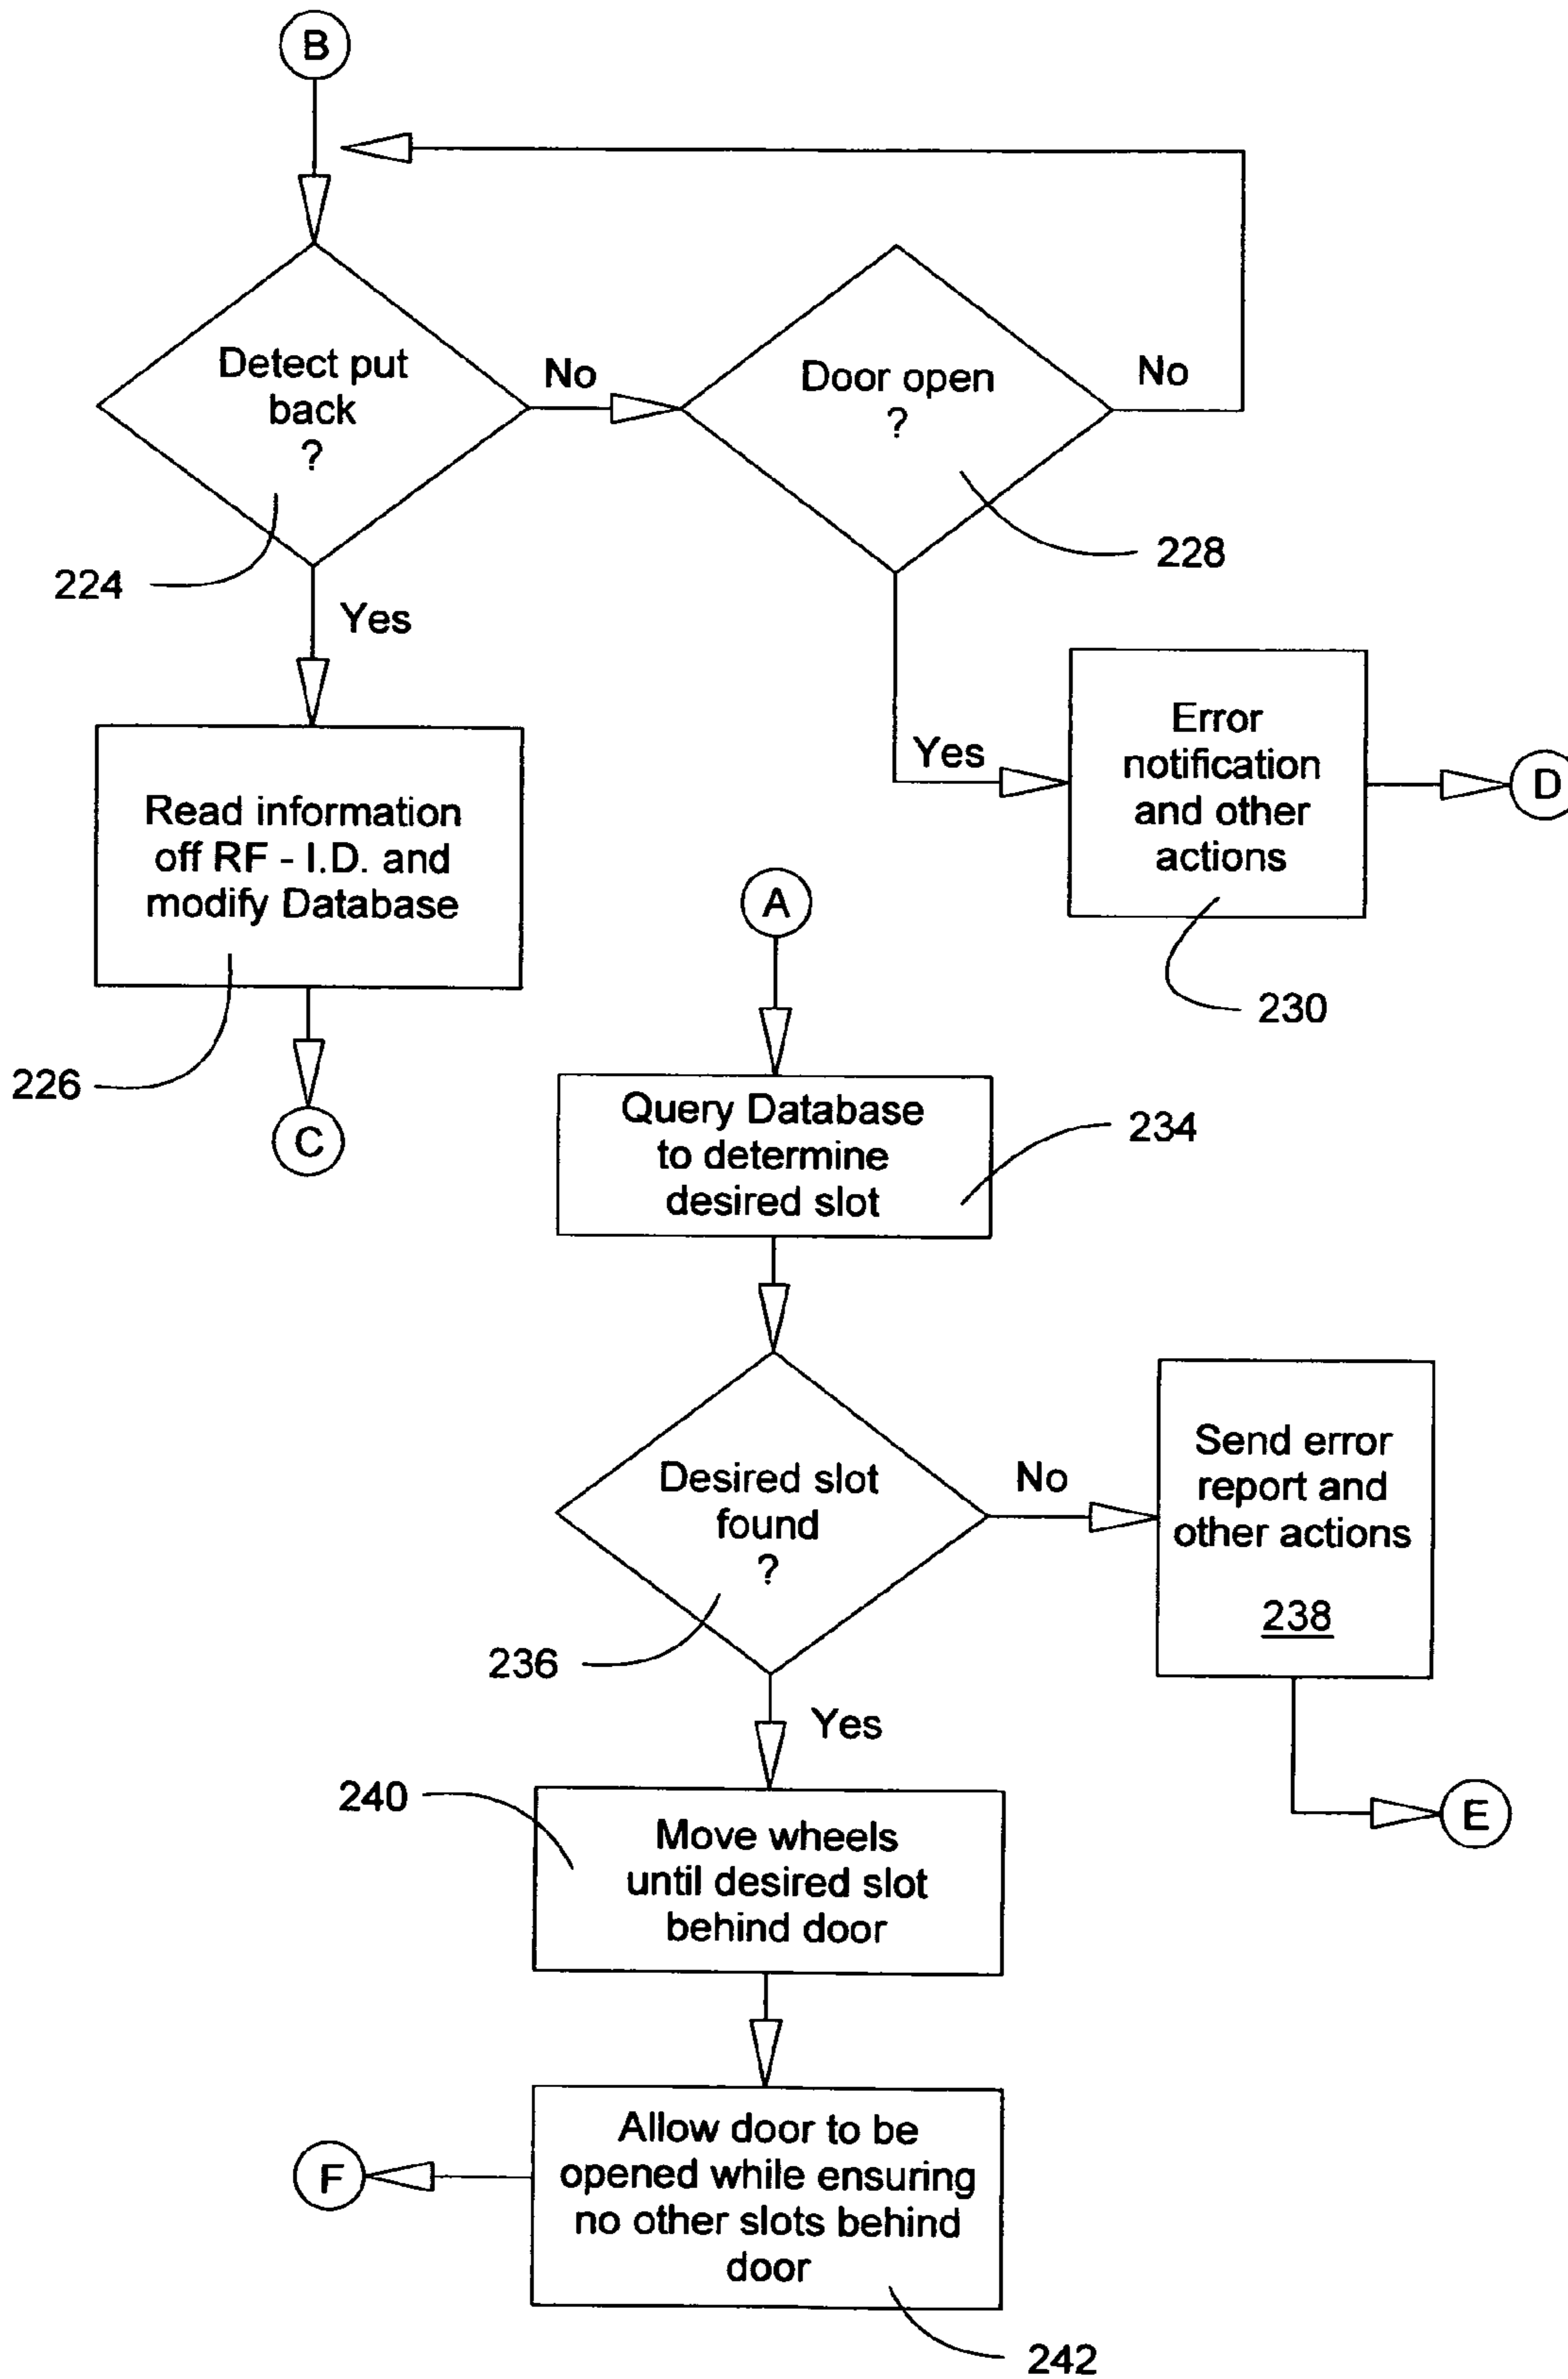 B
Detect put
back
?
No
Door open
?
No
224
228
Yes
Yes
Error
notification
and other
actions
D
Read information
off RF - I.D. and
modify Database
A
230
226
C
Query Database
to determine
desired slot
234
Desired slot
found
?
No
Send error
report and
other actions
238
236
Yes
E
240
Move wheels
until desired slot
behind door
Allow door to be
opened while ensuring
no other slots behind
door
F
242